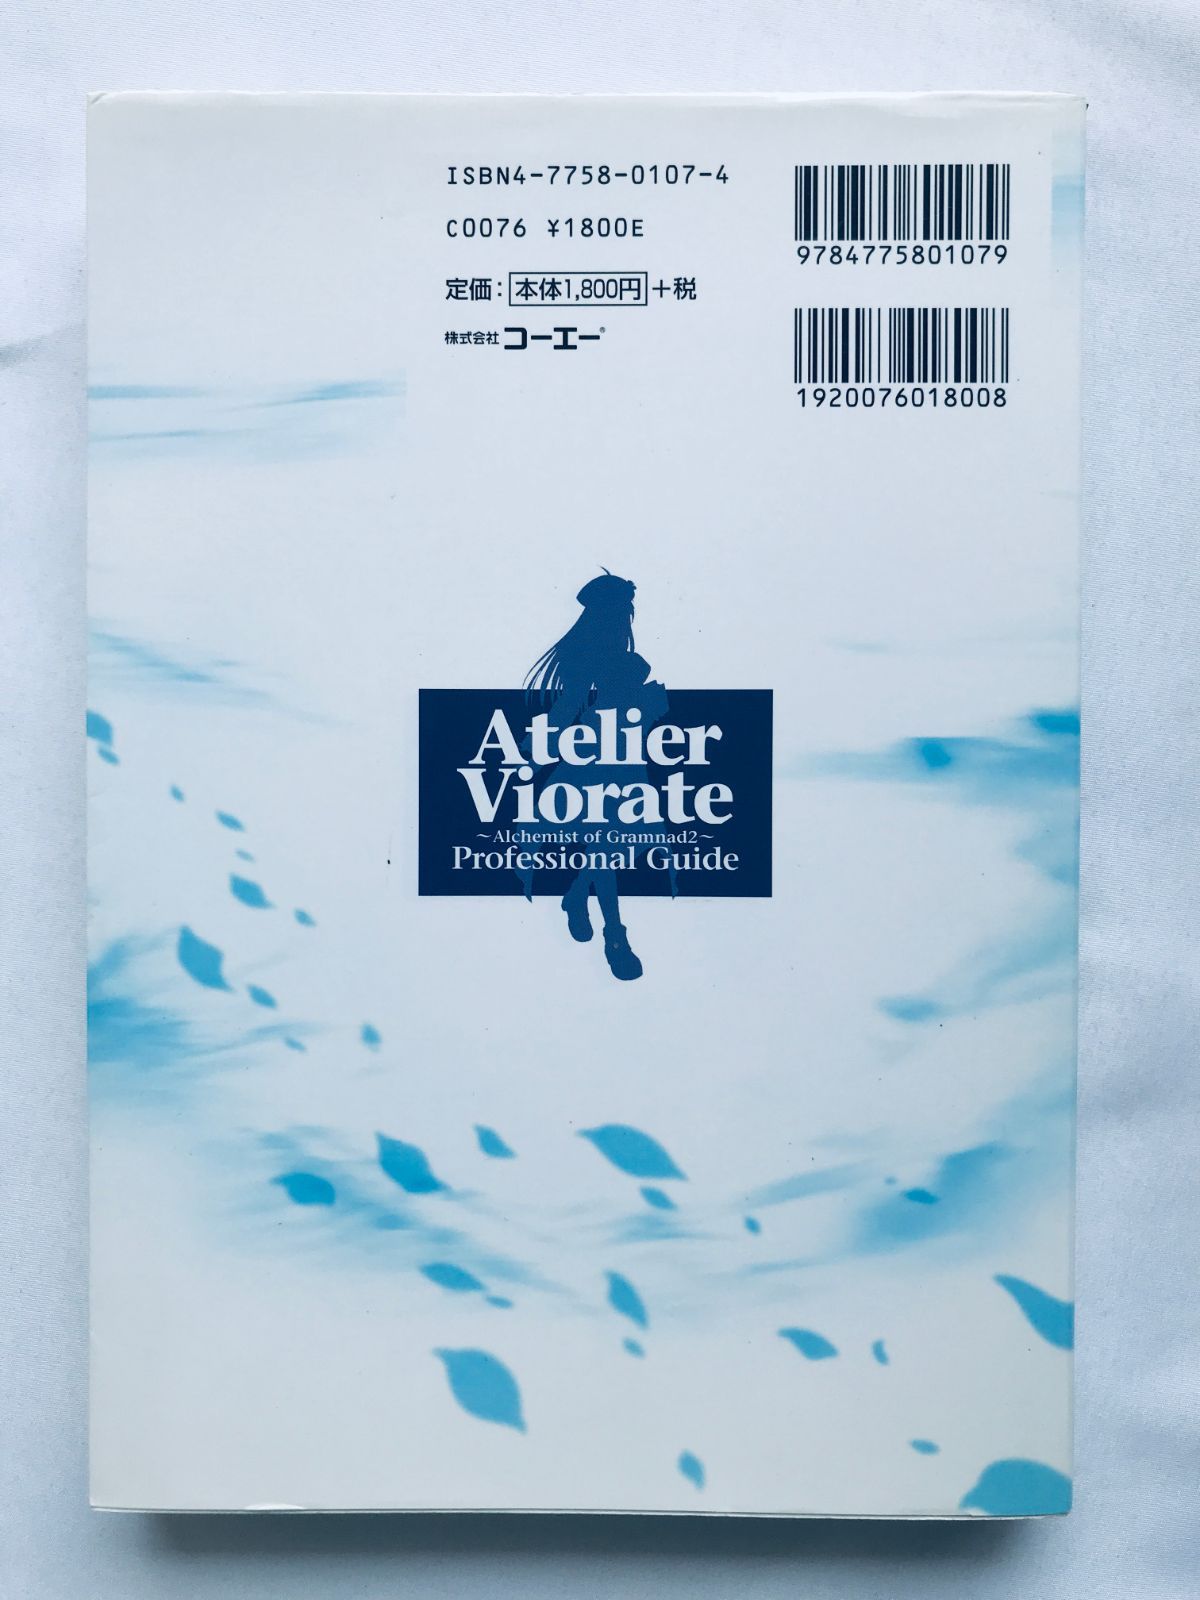 ISBN4-7758-0107-4
C0076 ¥1800E
定価：本体1,800円＋税
株式会社コーエー®
9784775801079
1920076018008
Atelier
Viorate
～Alchemist of Gramnad2～
Professional Guide